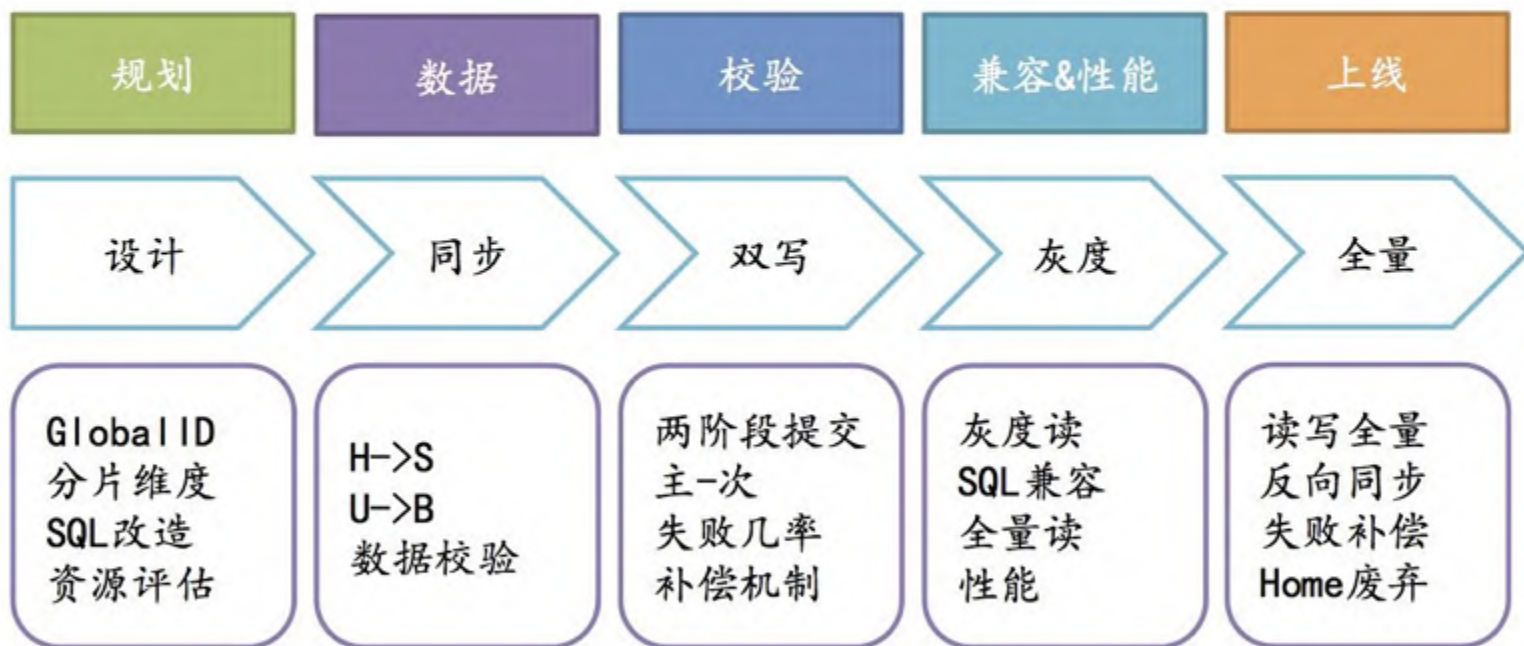 规划
数据
校验
兼容&性能
上线
设计
同步
双写
灰度
全量
GlobalID
分片维度
SQL改造
资源评估
H->S
U->B
数据校验
两阶段提交
主-次
失败几率
补偿机制
灰度读
SQL兼容
全量读
性能
读写全量
反向同步
失败补偿
Home废弃